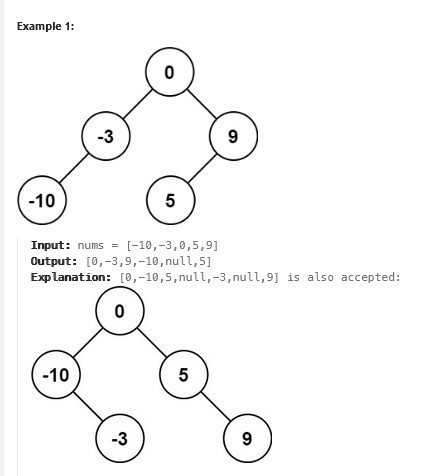 Example 1:
0
-3
9
-10
5
Input: nums = [-10,-3,0,5,9]
Output: [0,-3,9,-10,null,5]
Explanation: [0,-10,5,null,-3,null,9] is also accepted:
0
-10
5
-3
9